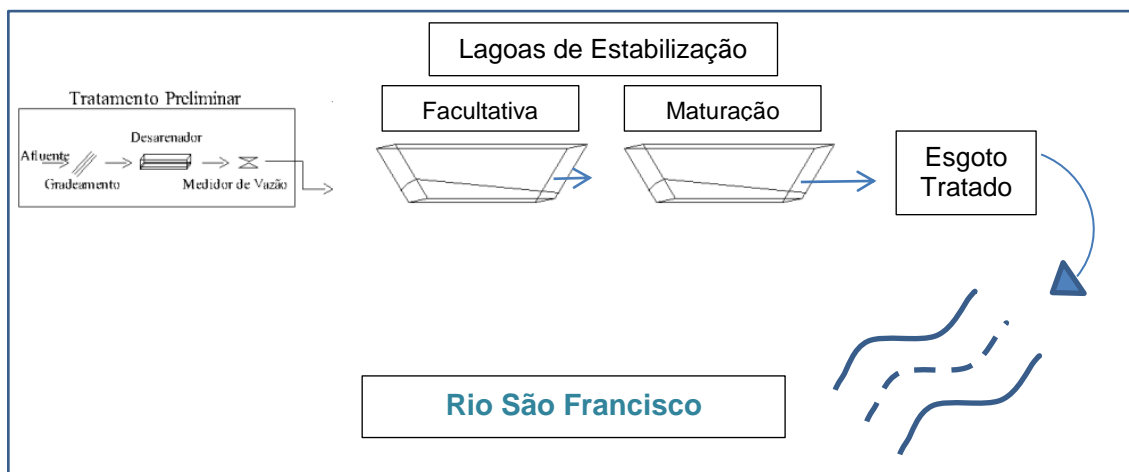 Lagoas de Estabilização
Tratamento Preliminar
Facultativa
Maturação
Desarenador
Afluente
Gradeamento
Medidor de Vazão
Esgoto
Tratado
Rio São Francisco